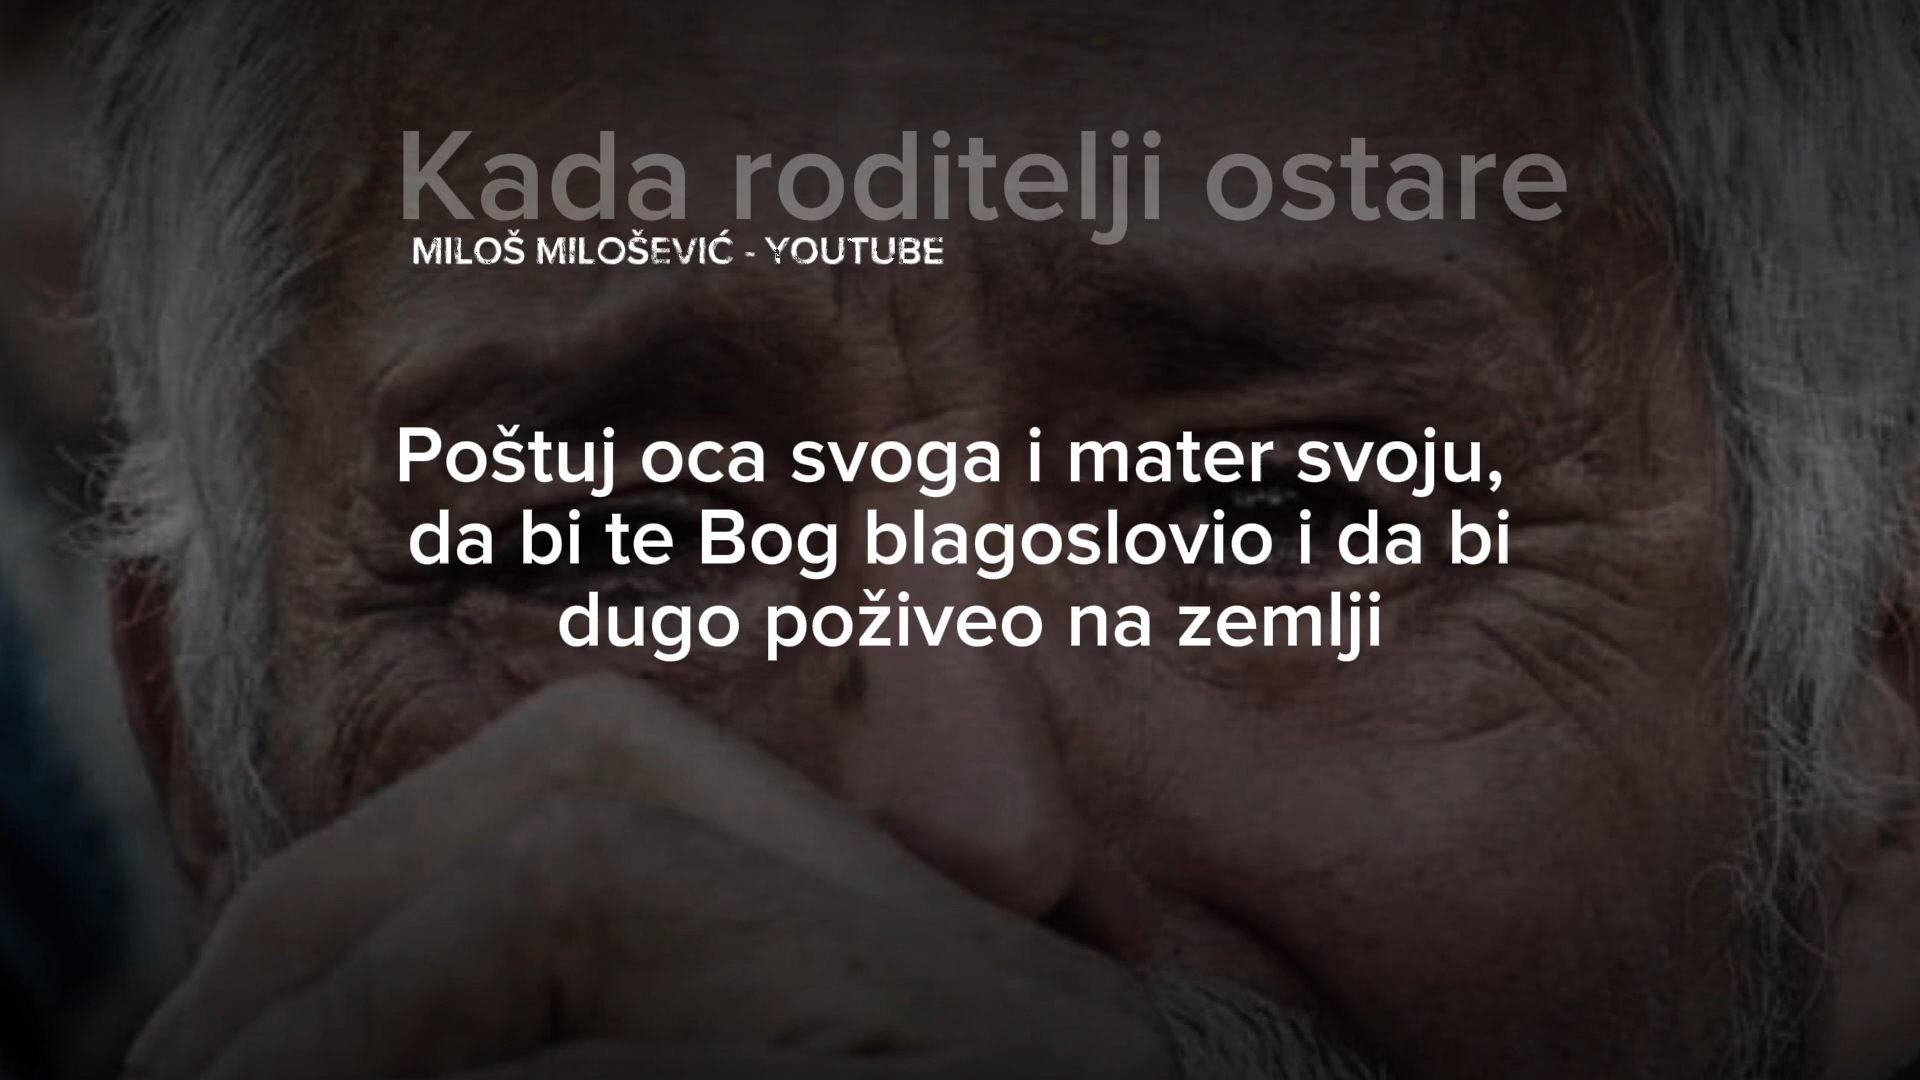 Kada roditelji ostare
MILOŠ MILOŠEVIĆ - YOUTUBE
Poštuj oca svoga i mater svoju,
da bi te Bog blagoslovio i da bi
dugo poživeo na zemlji